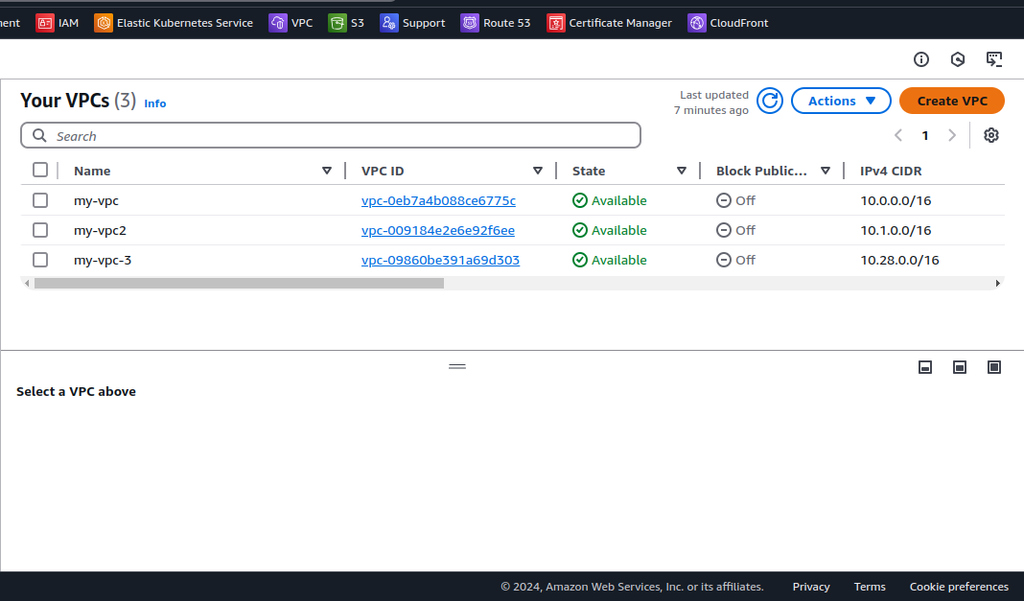 ment IAM Elastic Kubernetes Service VPC S3 Support Route 53 Certificate Manager CloudFront
Your VPCs (3) Info
Last updated
7 minutes ago
Actions
Create VPC
Search
1
Name VPC ID State Block Public... IPv4 CIDR
my-vpc vpc-0eb7a4b088ce6775c Available Off 10.0.0.0/16
my-vpc2 vpc-009184e2e6e92f6ee Available Off 10.1.0.0/16
my-vpc-3 vpc-09860be391a69d303 Available Off 10.28.0.0/16
Select a VPC above
© 2024, Amazon Web Services, Inc. or its affiliates. Privacy Terms Cookie preferences